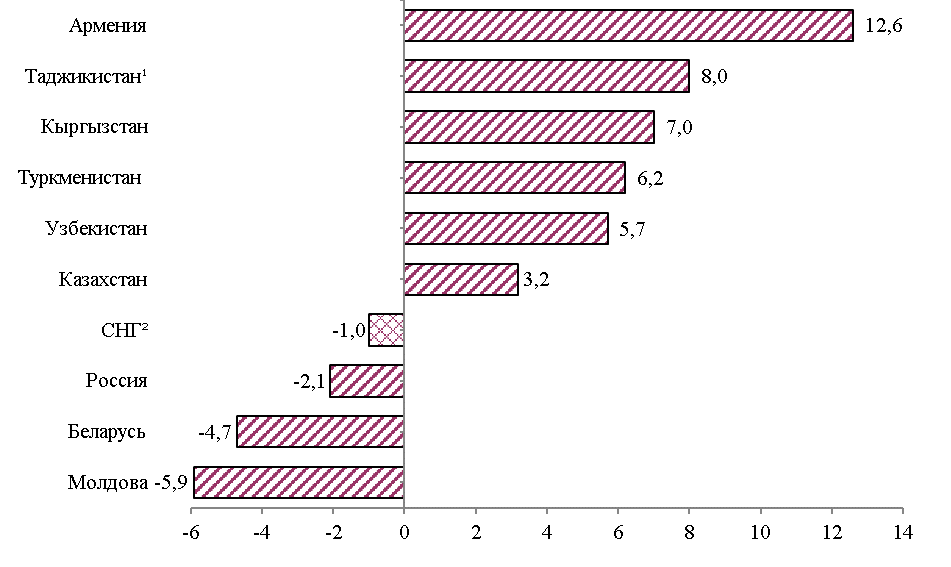 Армения 12,6
Таджикистан¹ 8,0
Кыргызстан 7,0
Туркменистан 6,2
Узбекистан 5,7
Казахстан 3,2
СНГ² -1,0
Россия -2,1
Беларусь -4,7
Молдова -5,9
-6 -4 -2 0 2 4 6 8 10 12 14